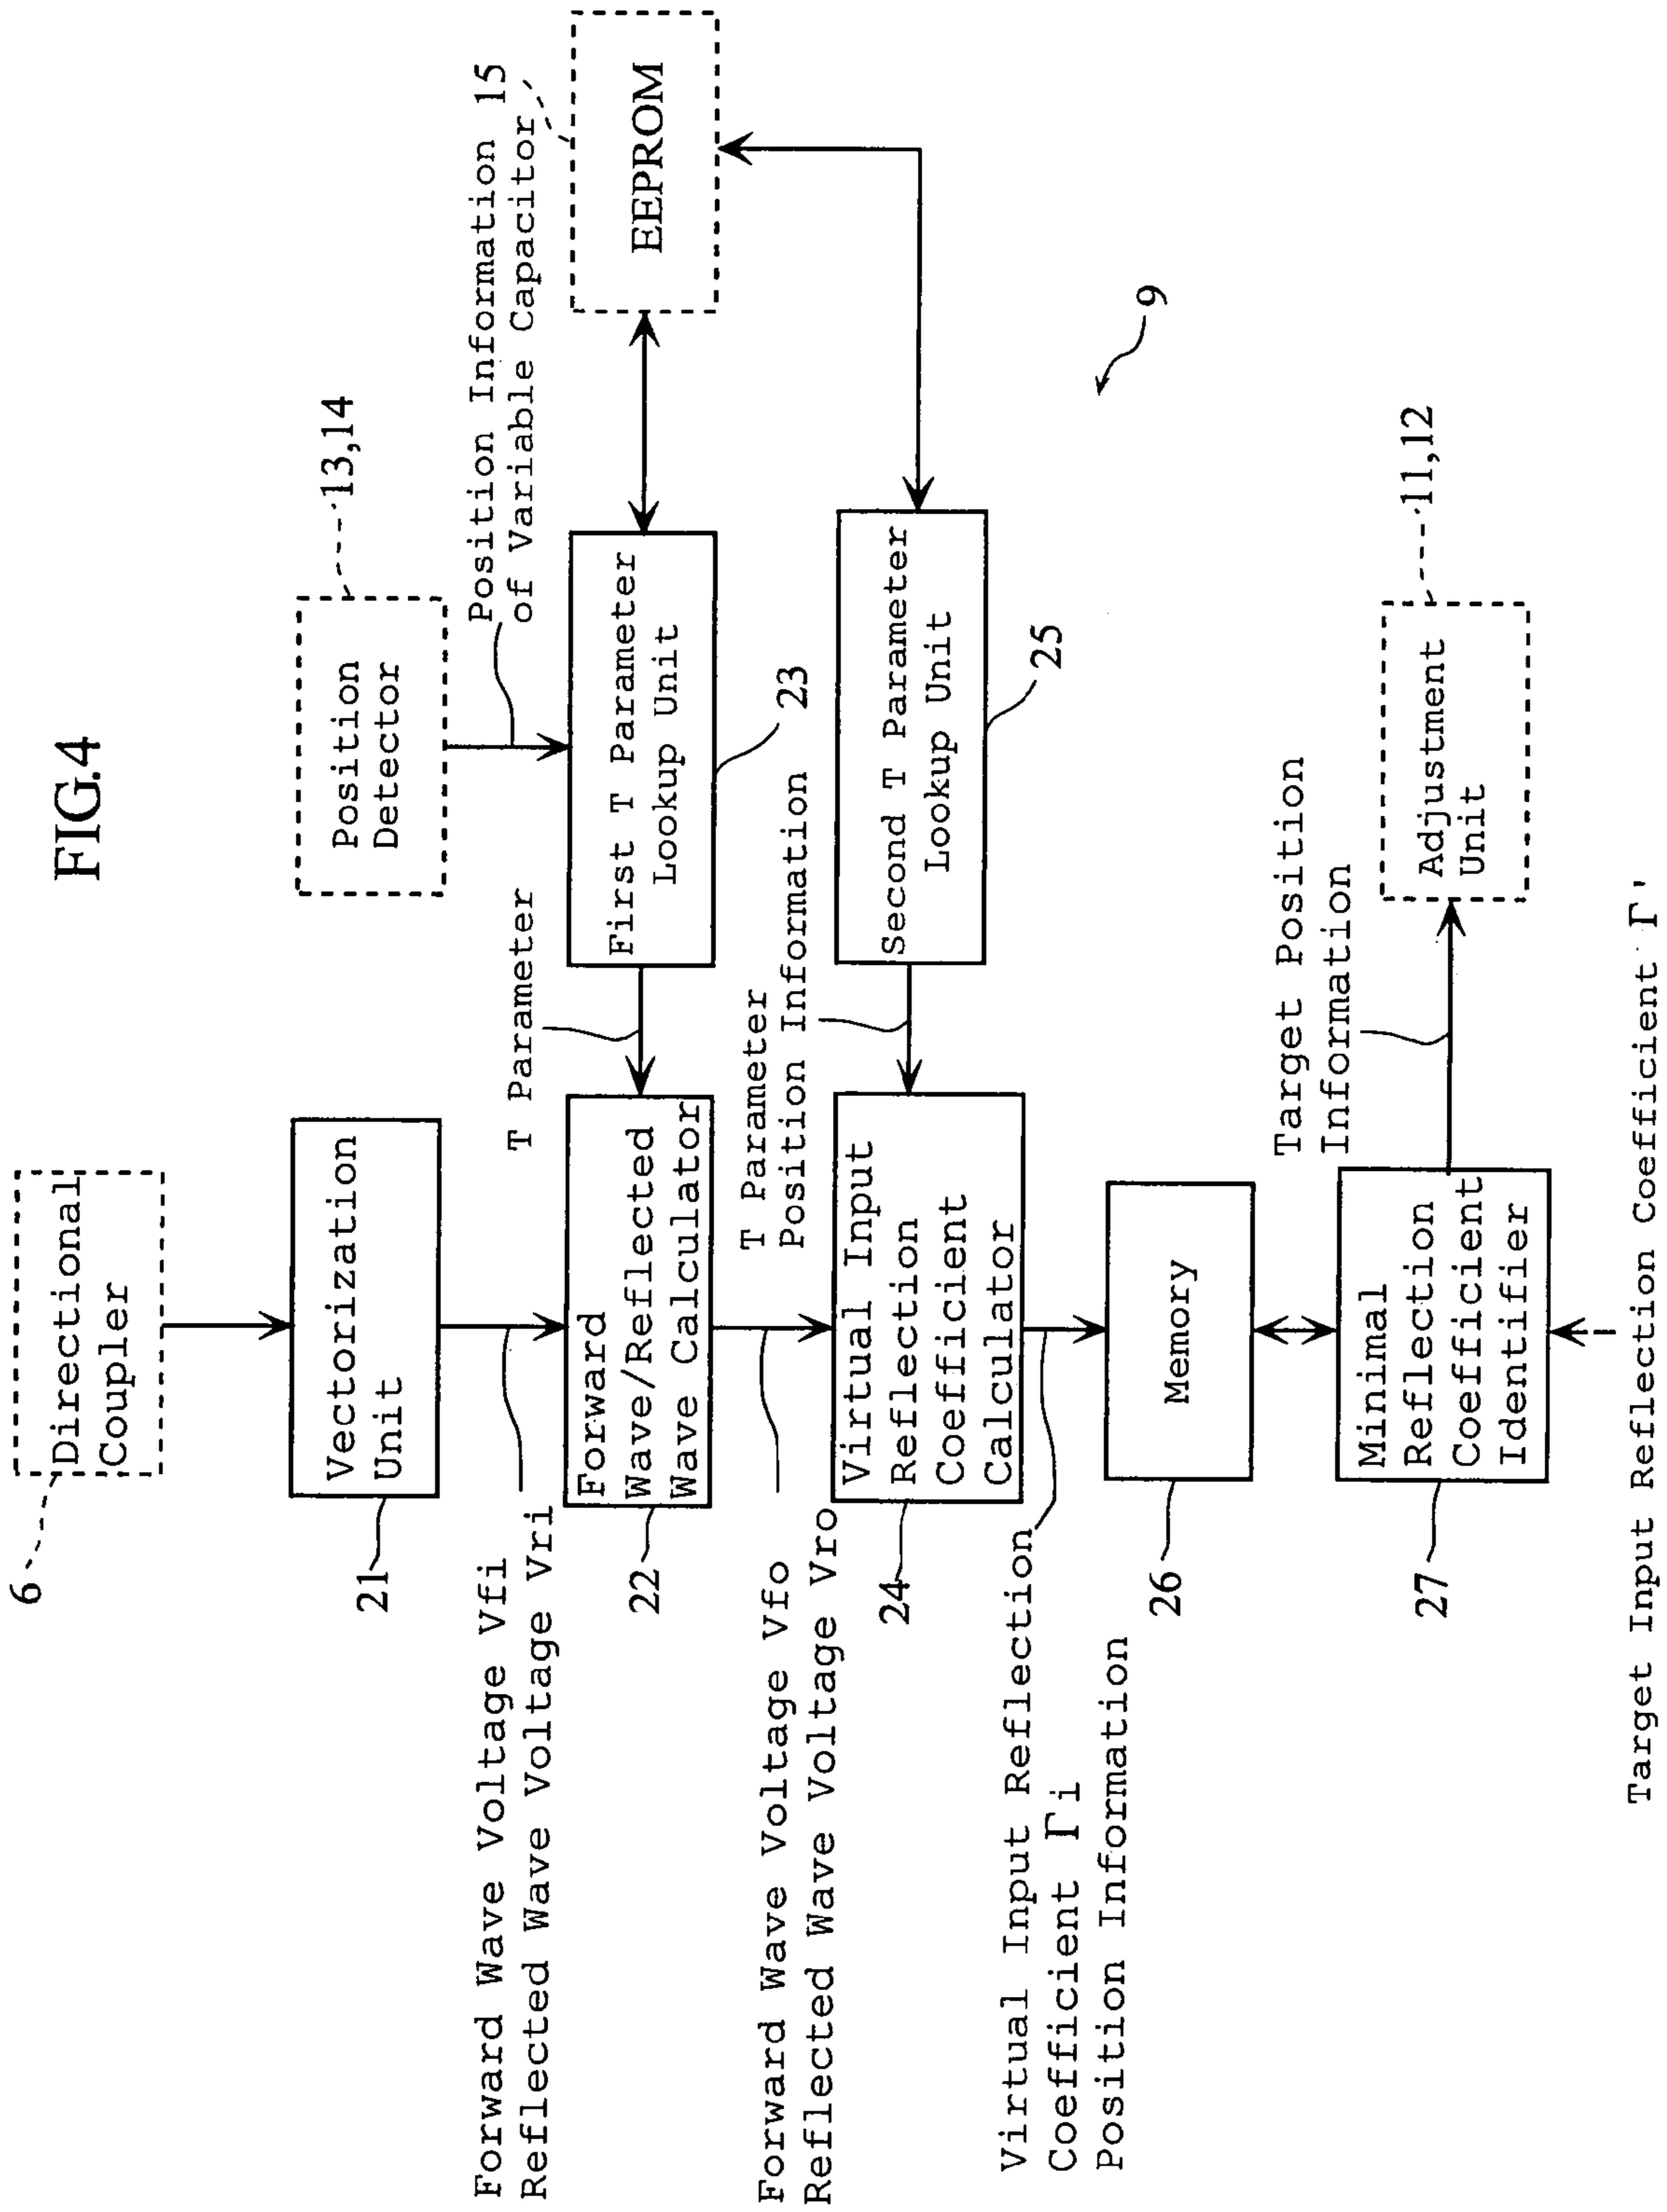 FIG.4
6
Directional
Coupler
21
Vectorization
Unit
Forward Wave Voltage Vfi
Reflected Wave Voltage Vri
22
Forward
Wave/Reflected
Wave Calculator
T Parameter
Position
Detector
13,14
Position Information
of Variable Capacitor
15
First T Parameter
Lookup Unit
23
EEPROM
Forward Wave Voltage Vfo
Reflected Wave Voltage Vro
24
Virtual Input
Reflection
Coefficient
Calculator
T Parameter
Position Information
Second T Parameter
Lookup Unit
25
9
Virtual Input Reflection
Coefficient Γi
Position Information
26
Memory
27
Minimal
Reflection
Coefficient
Identifier
Target Position
Information
Adjustment
Unit
11,12
Target Input Reflection Coefficient Γ'